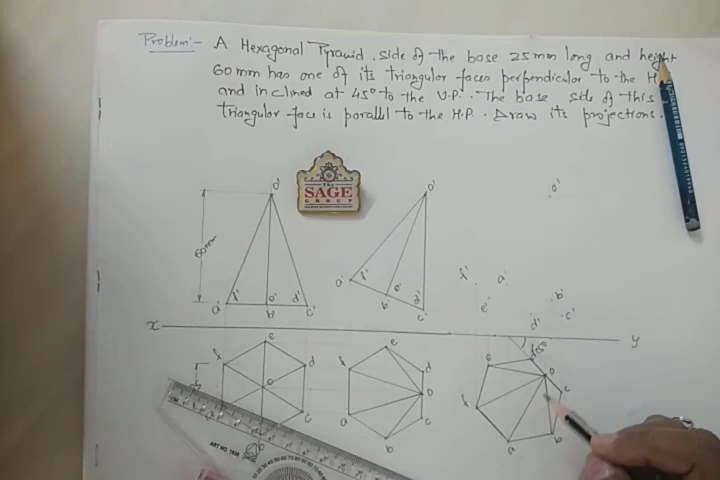 Problem:- A Hexagonal Pyramid, side of the base 25mm long and height
60mm has one of its triangular faces perpendicular to the H
and inclined at 45° to the V.P.. The base side of this
triangular face is parallel to the H.P. Draw its projections.
The
SAGE
GROUP
o' o' o'
60mm
a' f' o' d' b' c'
a' f' b' o' d' c'
f' a' e' b' d' c'
x y
45°
e f d o c b
e f d o a c b
e d o c f a b